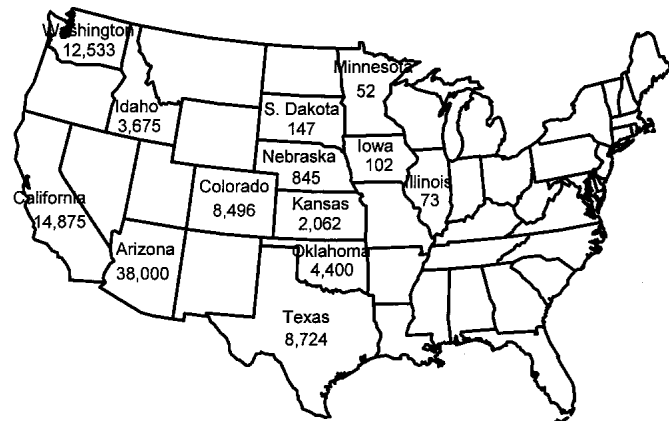 Washington
12,533
Minnesota
52
Idaho
3,675
S. Dakota
147
Iowa
102
Nebraska
845
Illinois
73
Colorado
8,496
California
14,875
Kansas
2,062
Arizona
38,000
Oklahoma
4,400
Texas
8,724